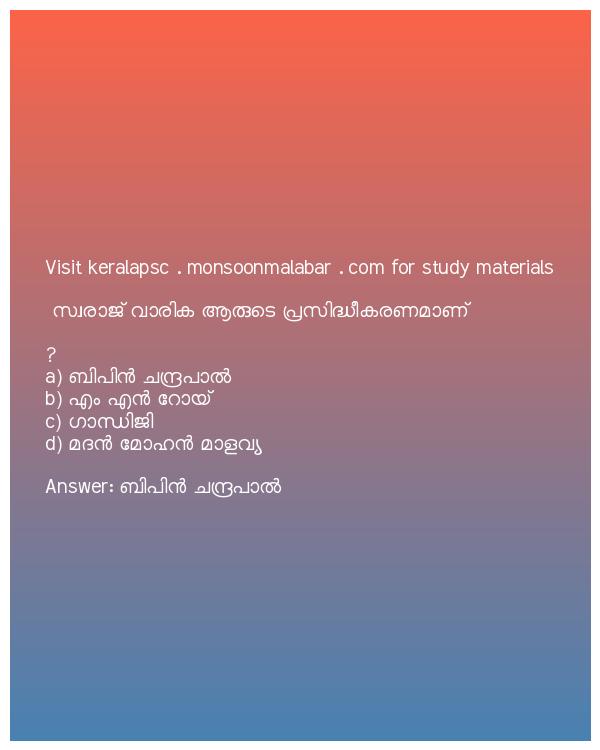 Visit keralapsc . monsoonmalabar . com for study materials
സ്വരാജ് വാരിക ആരുടെ പ്രസിദ്ധീകരണമാണ്
?
a) ബിപിൻ ചന്ദ്രപാൽ
b) എം എൻ റോയ്
c) ഗാന്ധിജി
d) മദൻ മോഹൻ മാളവ്യ
Answer: ബിപിൻ ചന്ദ്രപാൽ